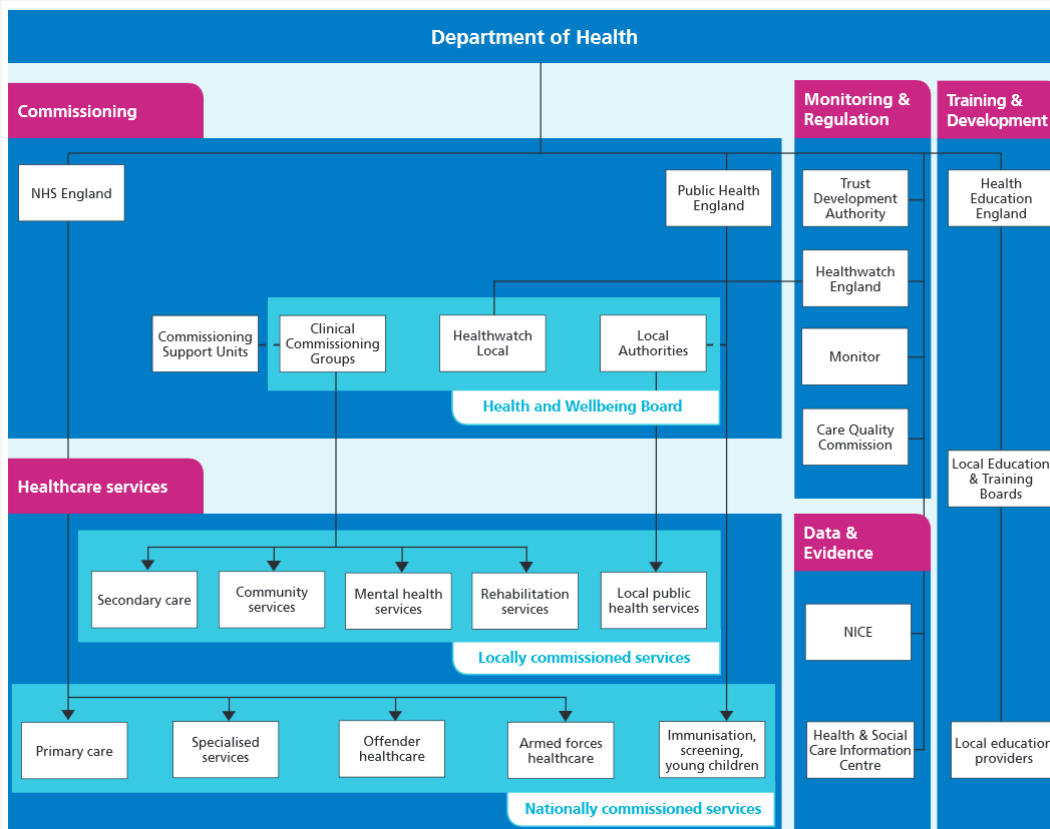 Department of Health
Commissioning
Monitoring &
Regulation
Training &
Development
NHS England
Public Health
England
Trust
Development
Authority
Health
Education
England
Healthwatch
England
Commissioning
Support Units
Clinical
Commissioning
Groups
Healthwatch
Local
Local
Authorities
Monitor
Health and Wellbeing Board
Care Quality
Commission
Local Education
& Training
Boards
Healthcare services
Data &
Evidence
Secondary care
Community
services
Mental health
services
Rehabilitation
services
Local public
health services
NICE
Locally commissioned services
Primary care
Specialised
services
Offender
healthcare
Armed forces
healthcare
Immunisation,
screening,
young children
Health & Social
Care Information
Centre
Local education
providers
Nationally commissioned services